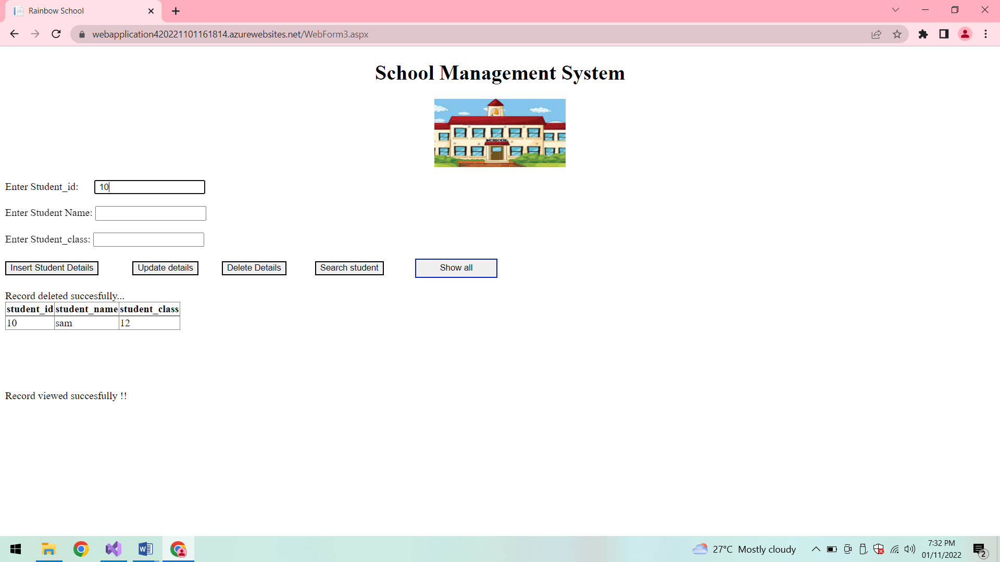 Rainbow School
webapplication420221101161814.azurewebsites.net/WebForm3.aspx
School Management System
SCHOOL
Enter Student_id: 10
Enter Student Name:
Enter Student_class:
Insert Student Details Update details Delete Details Search student Show all
Record deleted succesfully...
student_id student_name student_class
10 sam 12
Record viewed succesfully !!
W 27°C Mostly cloudy 7:32 PM
01/11/2022 2